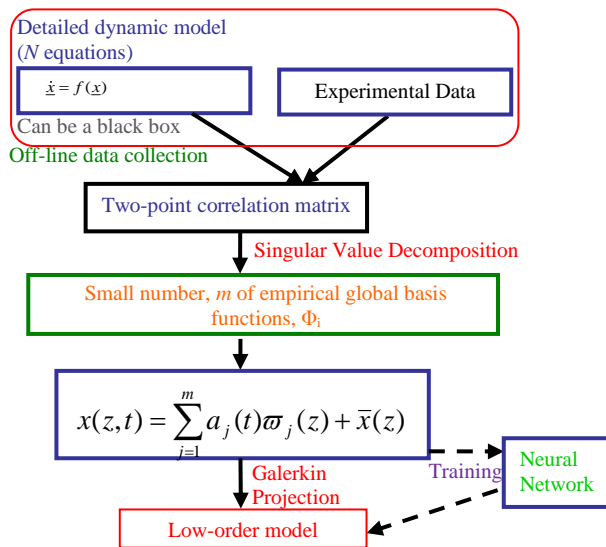 Detailed dynamic model
(N equations)
ẋ = f(x)
Experimental Data
Can be a black box
Off-line data collection
Two-point correlation matrix
Singular Value Decomposition
Small number, m of empirical global basis
functions, Φi
x(z,t) = ∑_{j=1}^{m} a_j(t)ϖ_j(z) + x̄(z)
Training
Neural
Network
Galerkin
Projection
Low-order model